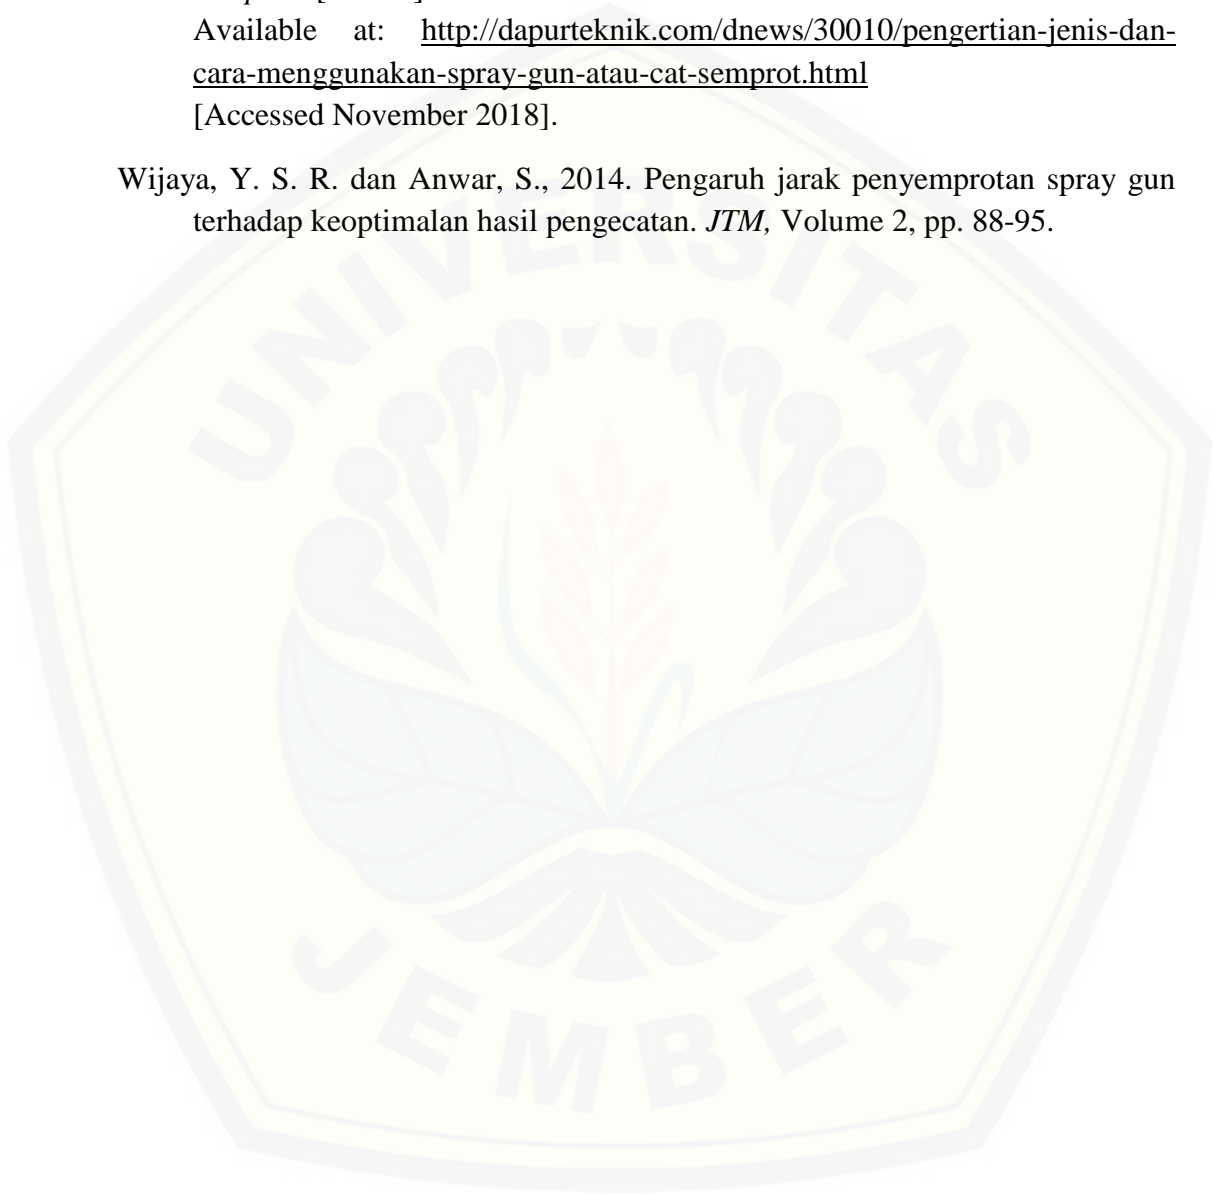 Available at: http://dapurteknik.com/dnews/30010/pengertian-jenis-dan-
cara-menggunakan-spray-gun-atau-cat-semprot.html
[Accessed November 2018].
Wijaya, Y. S. R. dan Anwar, S., 2014. Pengaruh jarak penyemprotan spray gun
terhadap keoptimalan hasil pengecatan. JTM, Volume 2, pp. 88-95.
UNIVERSITAS
JEMBER